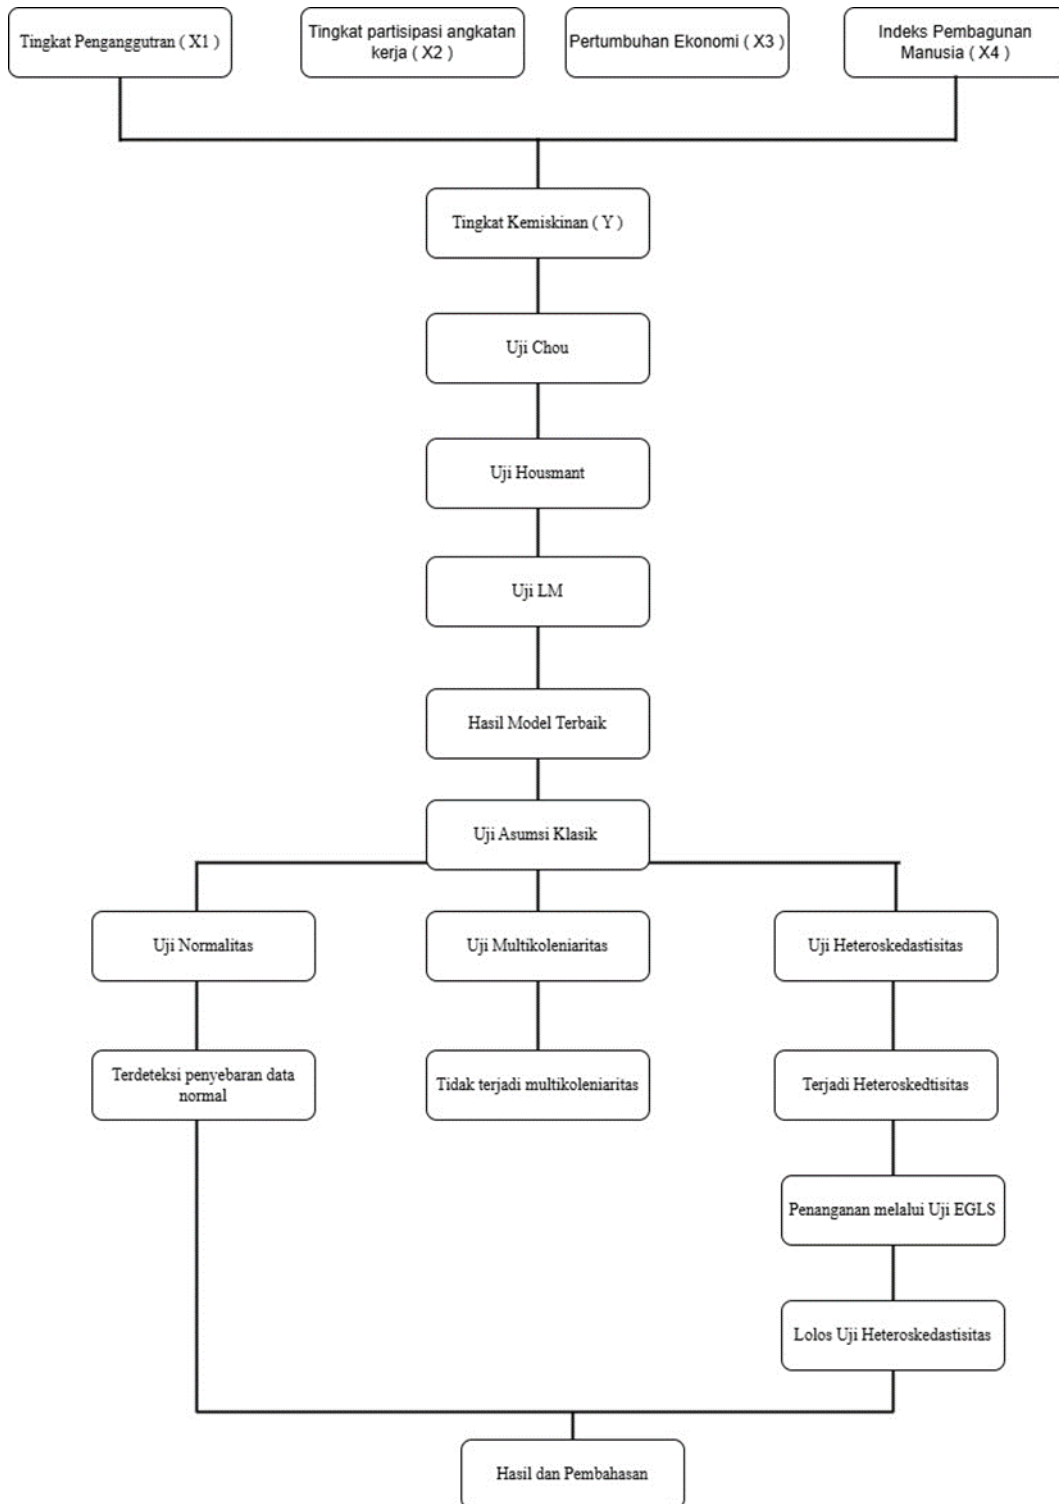 Tingkat Penganggutran ( X1 )
Tingkat partisipasi angkatan
kerja ( X2 )
Pertumbuhan Ekonomi ( X3 )
Indeks Pembagunan
Manusia ( X4 )
Tingkat Kemiskinan ( Y )
Uji Chou
Uji Housmant
Uji LM
Hasil Model Terbaik
Uji Asumsi Klasik
Uji Normalitas
Uji Multikoleniaritas
Uji Heteroskedastisitas
Terdeteksi penyebaran data
normal
Tidak terjadi multikoleniaritas
Terjadi Heteroskedtisitas
Penanganan melalui Uji EGLS
Lolos Uji Heteroskedastisitas
Hasil dan Pembahasan